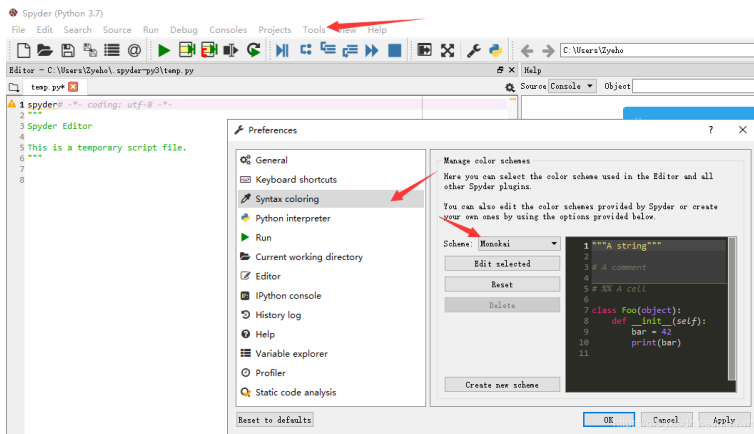 Spyder (Python 3.7)
File Edit Search Source Run Debug Consoles Projects Tools View Help
C:\Users\Zyeho
Editor - C:\Users\Zyeho\.spyder-py3\temp.py
Help
temp.py*
Source Console Object
1 spyder# -*- coding: utf-8 -*-
2 """
3 Spyder Editor
4
5 This is a temporary script file.
6 """
7
8
Preferences
General
Keyboard shortcuts
Syntax coloring
Python interpreter
Run
Current working directory
Editor
IPython console
History log
Help
Variable explorer
Profiler
Static code analysis
Reset to defaults
Manage color schemes
Here you can select the color scheme used in the Editor and all
other Spyder plugins.
You can also edit the color schemes provided by Spyder or create
your own ones by using the options provided below.
Scheme: Monokai
Edit selected
Reset
Delete
Create new scheme
1 """A string"""
2
3 # A comment
4
5 # %% A cell
6
7 class Foo(object):
8 def __init__(self):
9 bar = 42
10 print(bar)
11
OK Cancel Apply